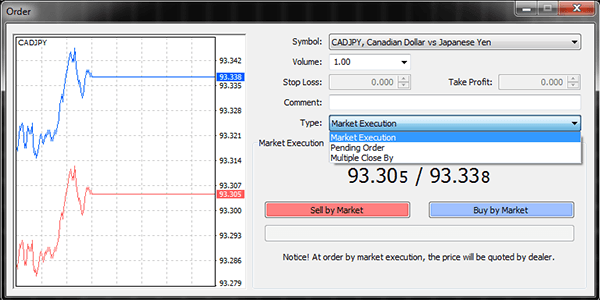 Order
CADJPY
93.342
93.338
93.335
93.328
93.321
93.314
93.307
93.305
93.300
93.293
93.286
93.279
Symbol: CADJPY, Canadian Dollar vs Japanese Yen
Volume: 1.00
Stop Loss: 0.000 Take Profit: 0.000
Comment:
Type: Market Execution
Market Execution
Pending Order
Multiple Close By
Market Execution
93.305 / 93.338
Sell by Market Buy by Market
Notice! At order by market execution, the price will be quoted by dealer.